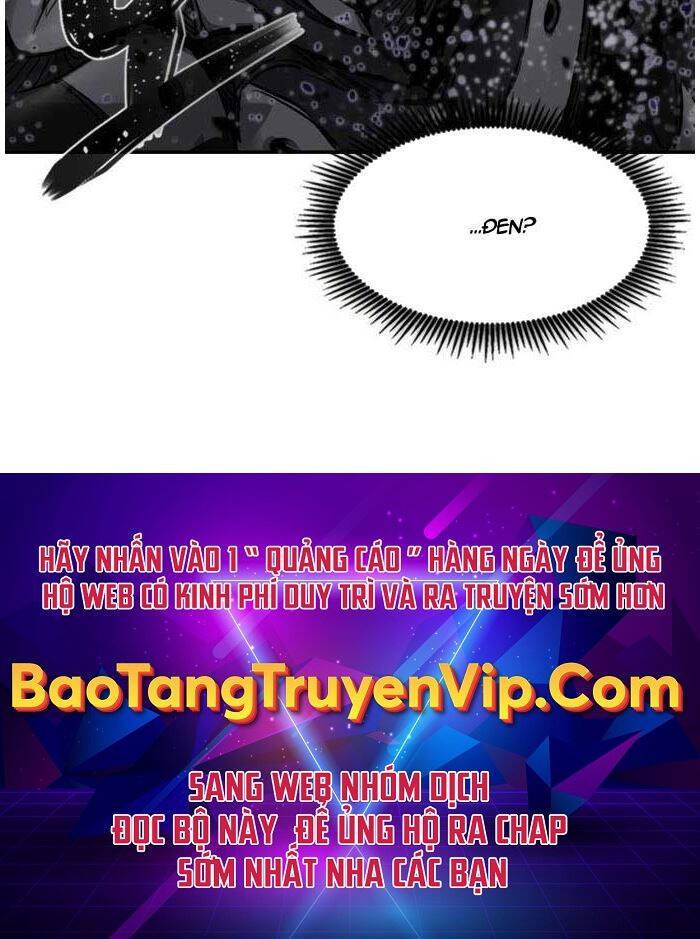 ...ĐEN?
HÃY NHẤN VÀO 1 “ QUẢNG CÁO ” HÀNG NGÀY ĐỂ ỦNG
HỘ WEB CÓ KINH PHÍ DUY TRÌ VÀ RA TRUYỆN SỚM HƠN
BaoTangTruyenVip.Com
SANG WEB NHÓM DỊCH
ĐỌC BỘ NÀY ĐỂ ỦNG HỘ RA CHAP
SỚM NHẤT NHA CÁC BẠN